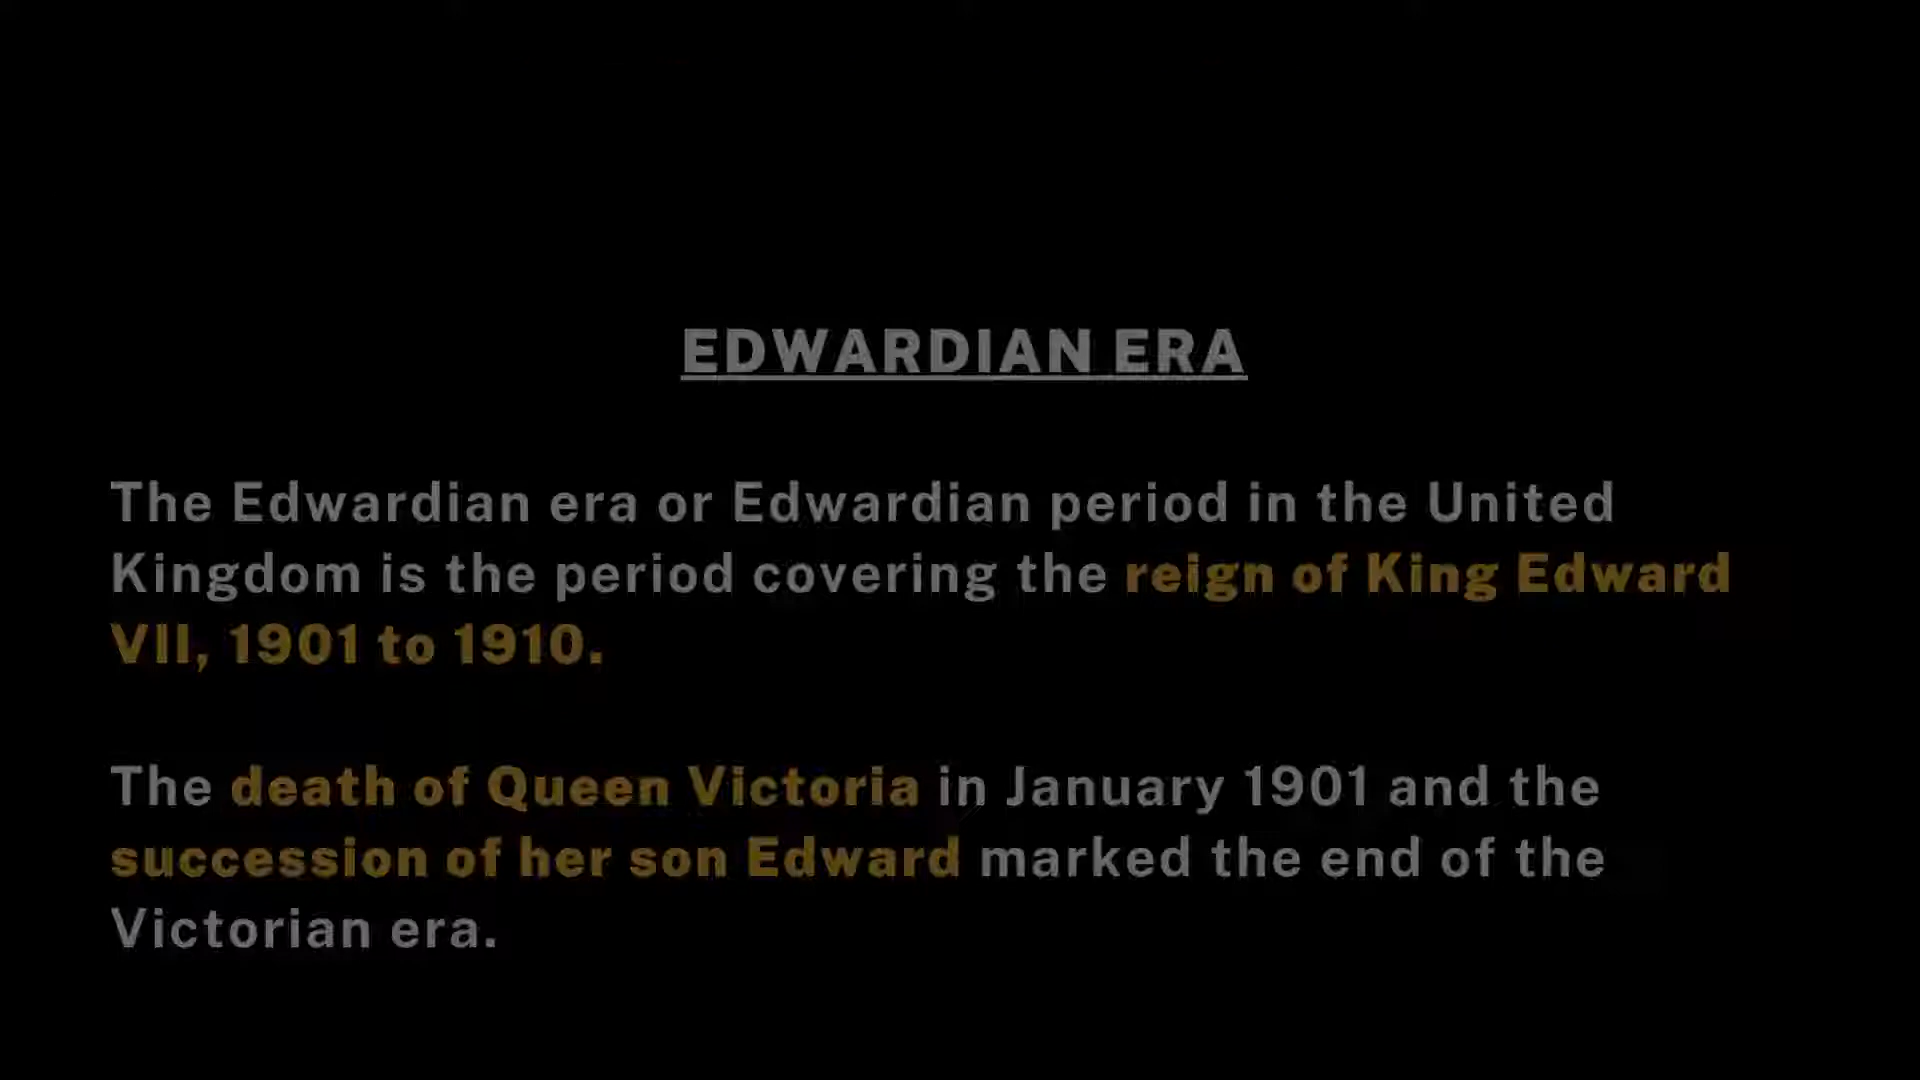 EDWARDIAN ERA
The Edwardian era or Edwardian period in the United
Kingdom is the period covering the reign of King Edward
VII, 1901 to 1910.
The death of Queen Victoria in January 1901 and the
succession of her son Edward marked the end of the
Victorian era.